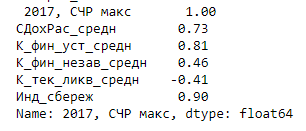 2017, СЧР макс 1.00
СДохРас_средн 0.73
К_фин_уст_средн 0.81
К_фин_незав_средн 0.46
К_тек_ликв_средн -0.41
Инд_сбереж 0.90
Name: 2017, СЧР макс, dtype: float64